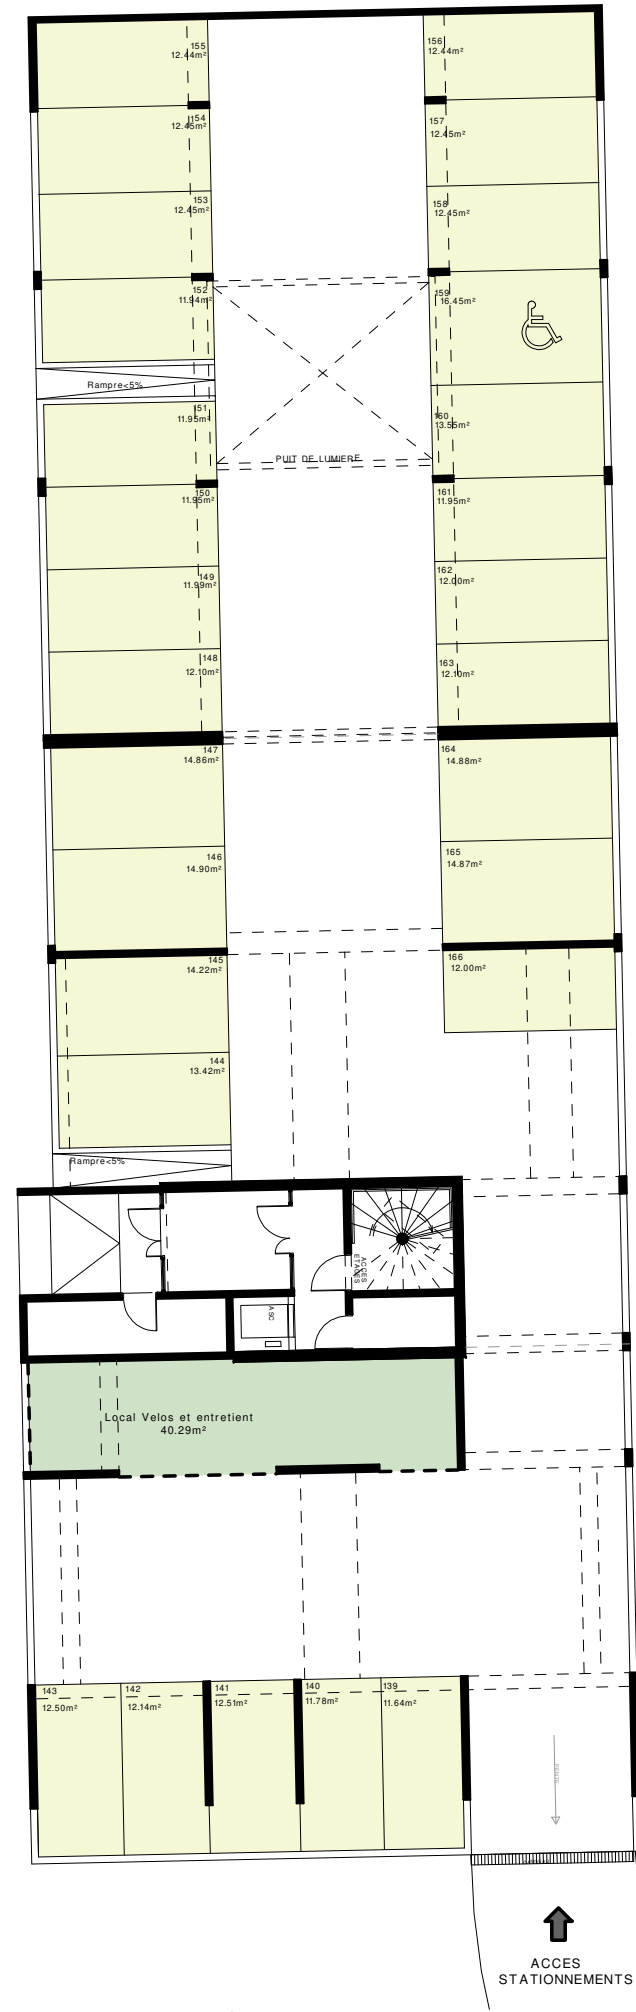 155
12.44m²
156
12.44m²
154
12.45m²
157
12.45m²
153
12.45m²
158
12.45m²
152
11.94m²
159
16.45m²
Rampre<5%
151
11.95m²
160
13.55m²
PUIT DE LUMIERE
150
11.95m²
161
11.95m²
149
11.99m²
162
12.00m²
148
12.10m²
163
12.10m²
147
14.86m²
164
14.88m²
146
14.90m²
165
14.87m²
145
14.22m²
166
12.00m²
144
13.42m²
Rampre<5%
ACCES
ETAGES
ASC
Local Velos et entretient
40.29m²
143
12.50m²
142
12.14m²
141
12.51m²
140
11.78m²
139
11.64m²
PENTE
ACCES
STATIONNEMENTS